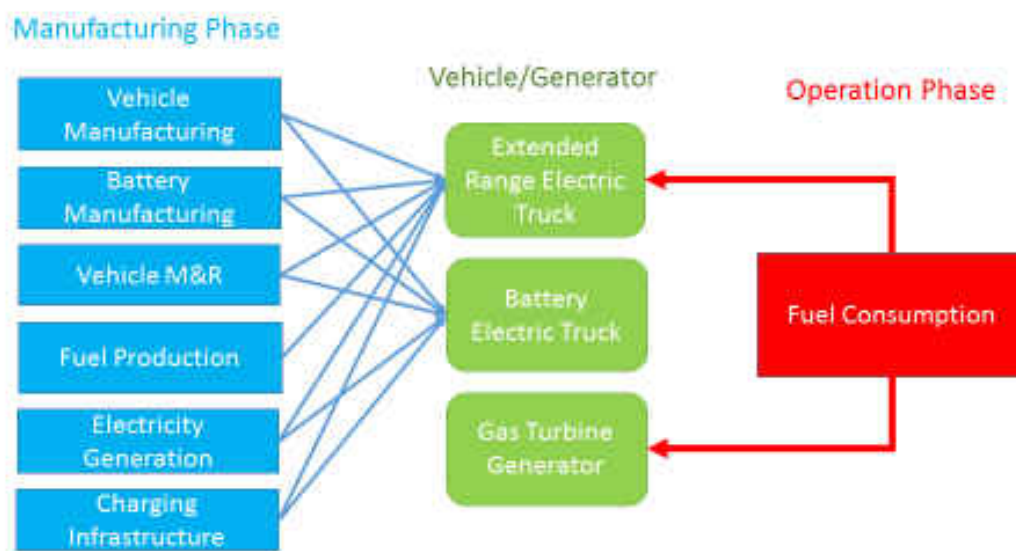 Manufacturing Phase
Vehicle
Manufacturing
Battery
Manufacturing
Vehicle M&R
Fuel Production
Electricity
Generation
Charging
Infrastructure
Vehicle/Generator
Extended
Range Electric
Truck
Battery
Electric Truck
Gas Turbine
Generator
Operation Phase
Fuel Consumption